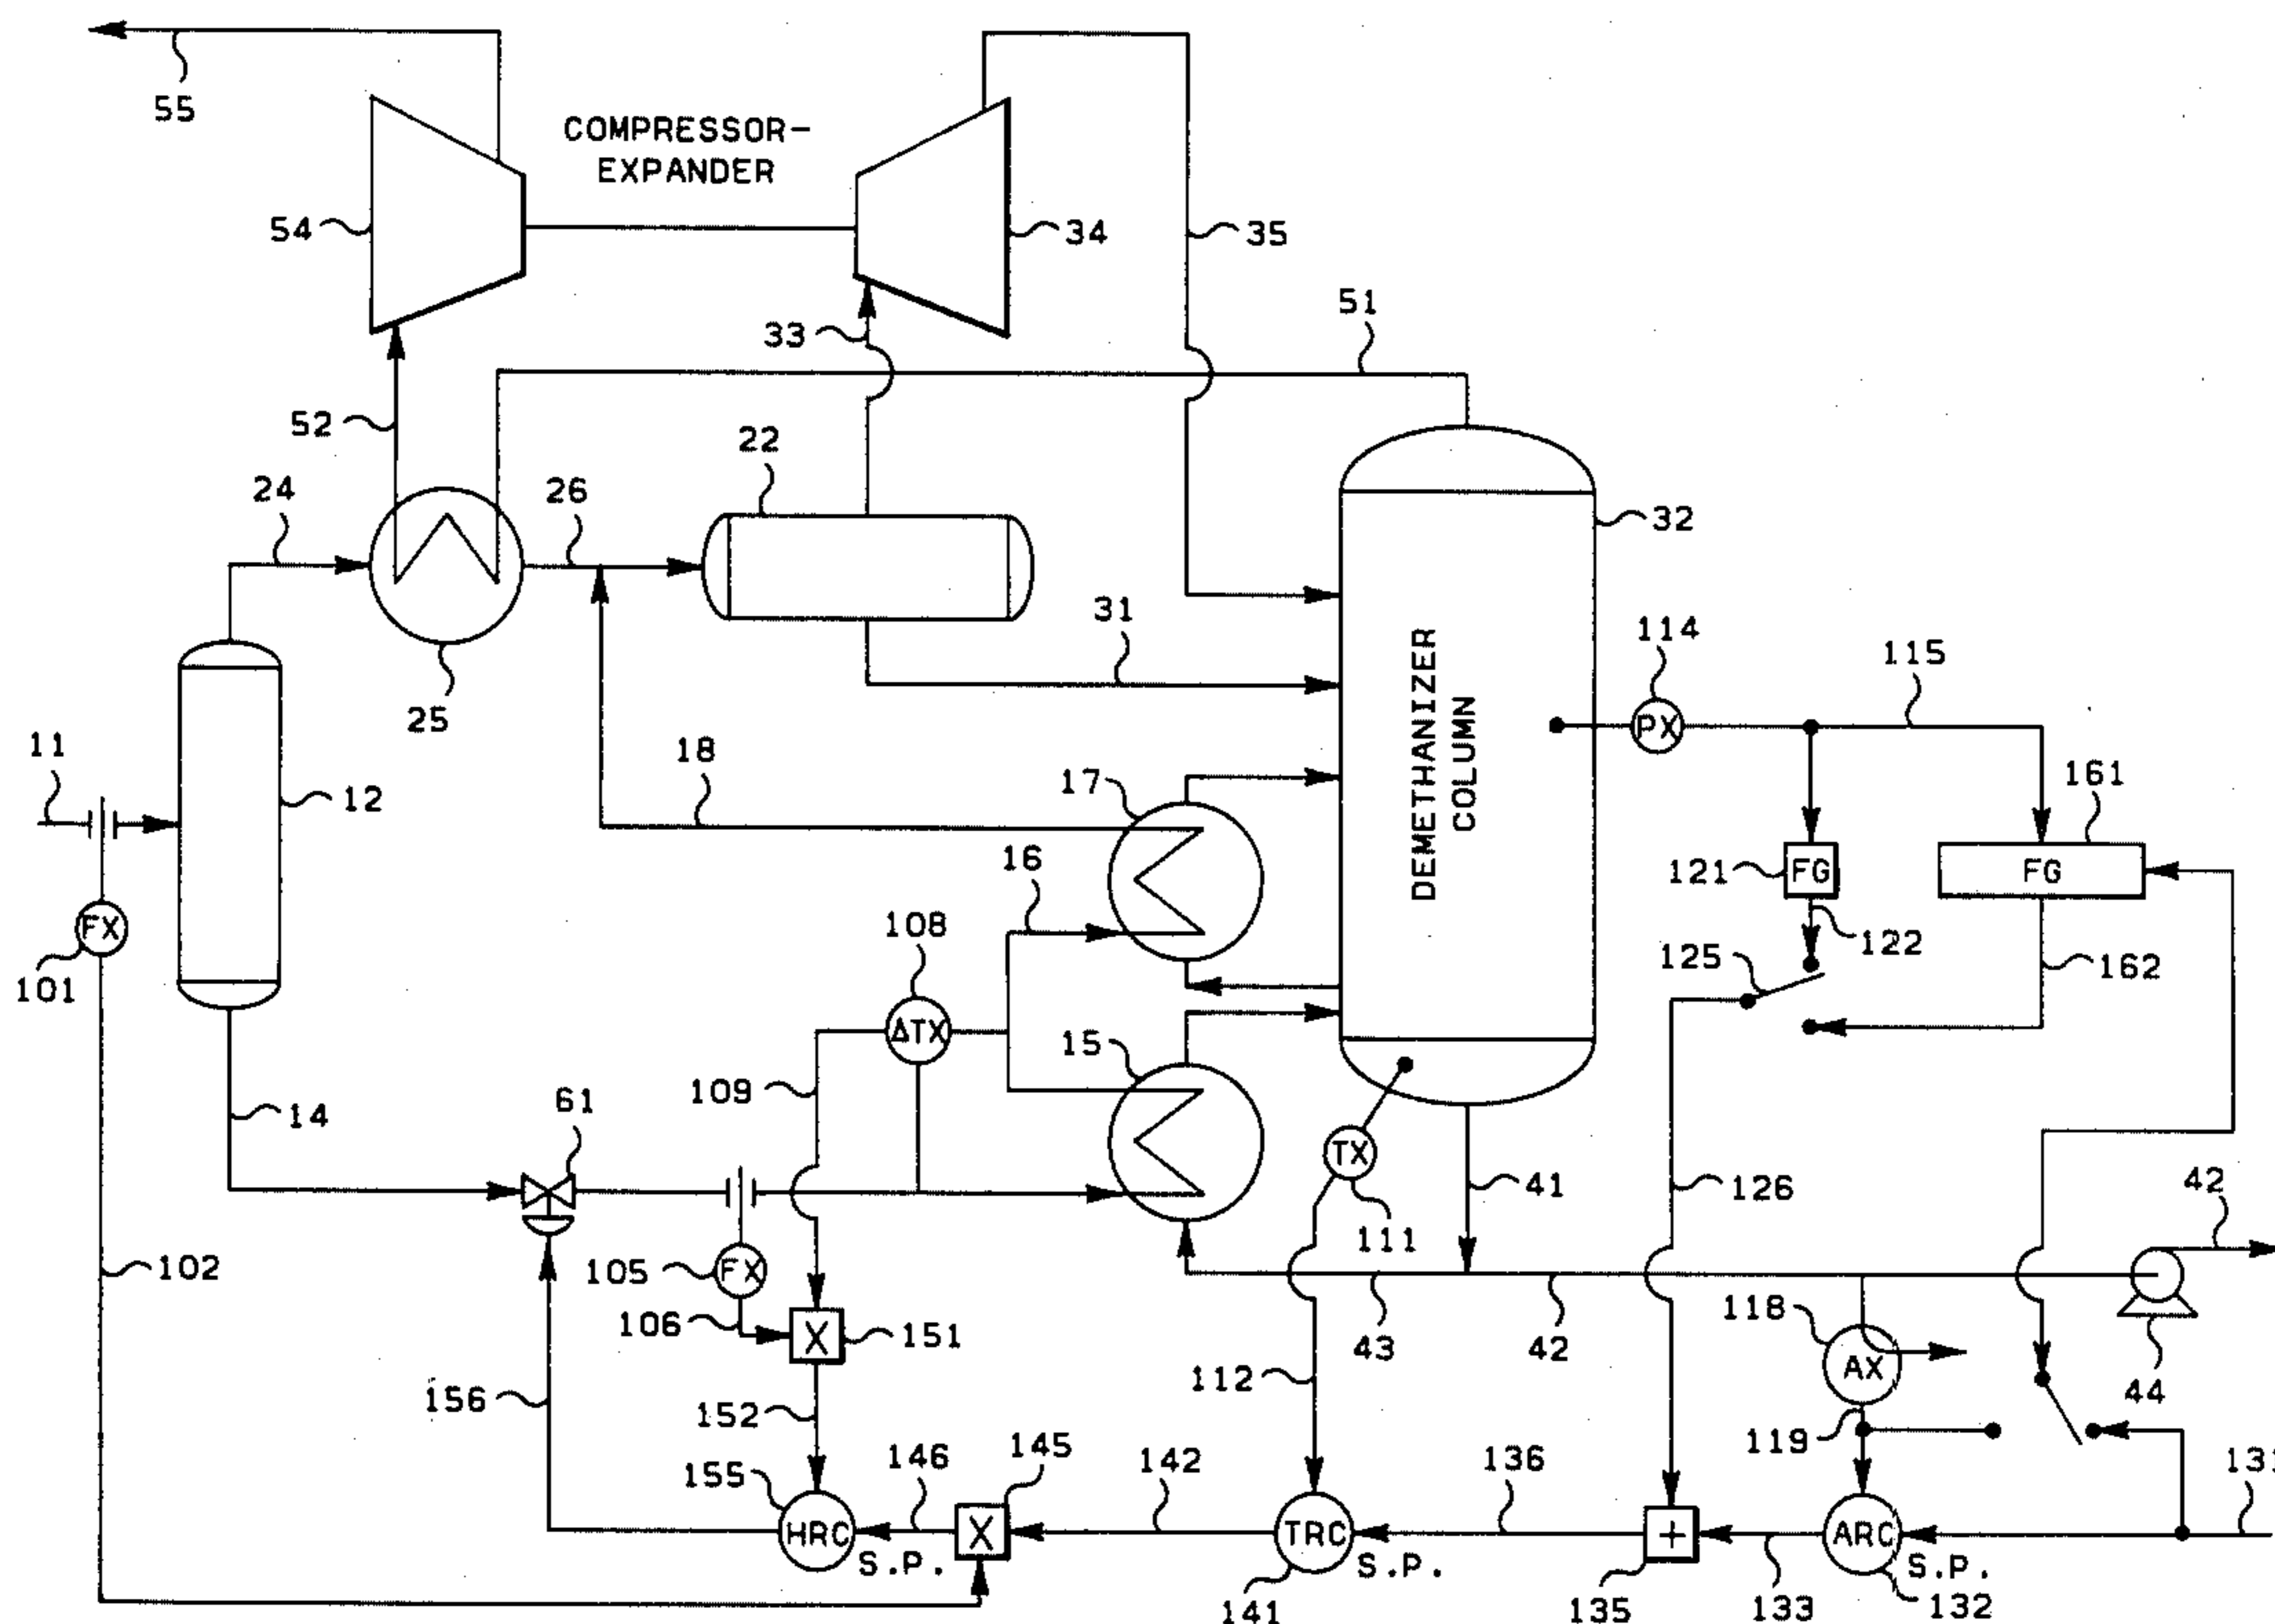 55
COMPRESSOR-
EXPANDER
54
34
35
33
51
52
22
24
26
32
31
114
115
PX
DEMETHANIZER
COLUMN
25
11
18
17
161
12
16
121
FG
FG
FX
108
122
125
162
101
ΔTX
15
109
61
14
TX
41
126
42
111
102
105
FX
118
106
X
151
43
42
AX
112
44
156
152
119
155
146
145
142
136
131
HRC
X
TRC
+
ARC
S.P.
S.P.
S.P.
141
135
133
132